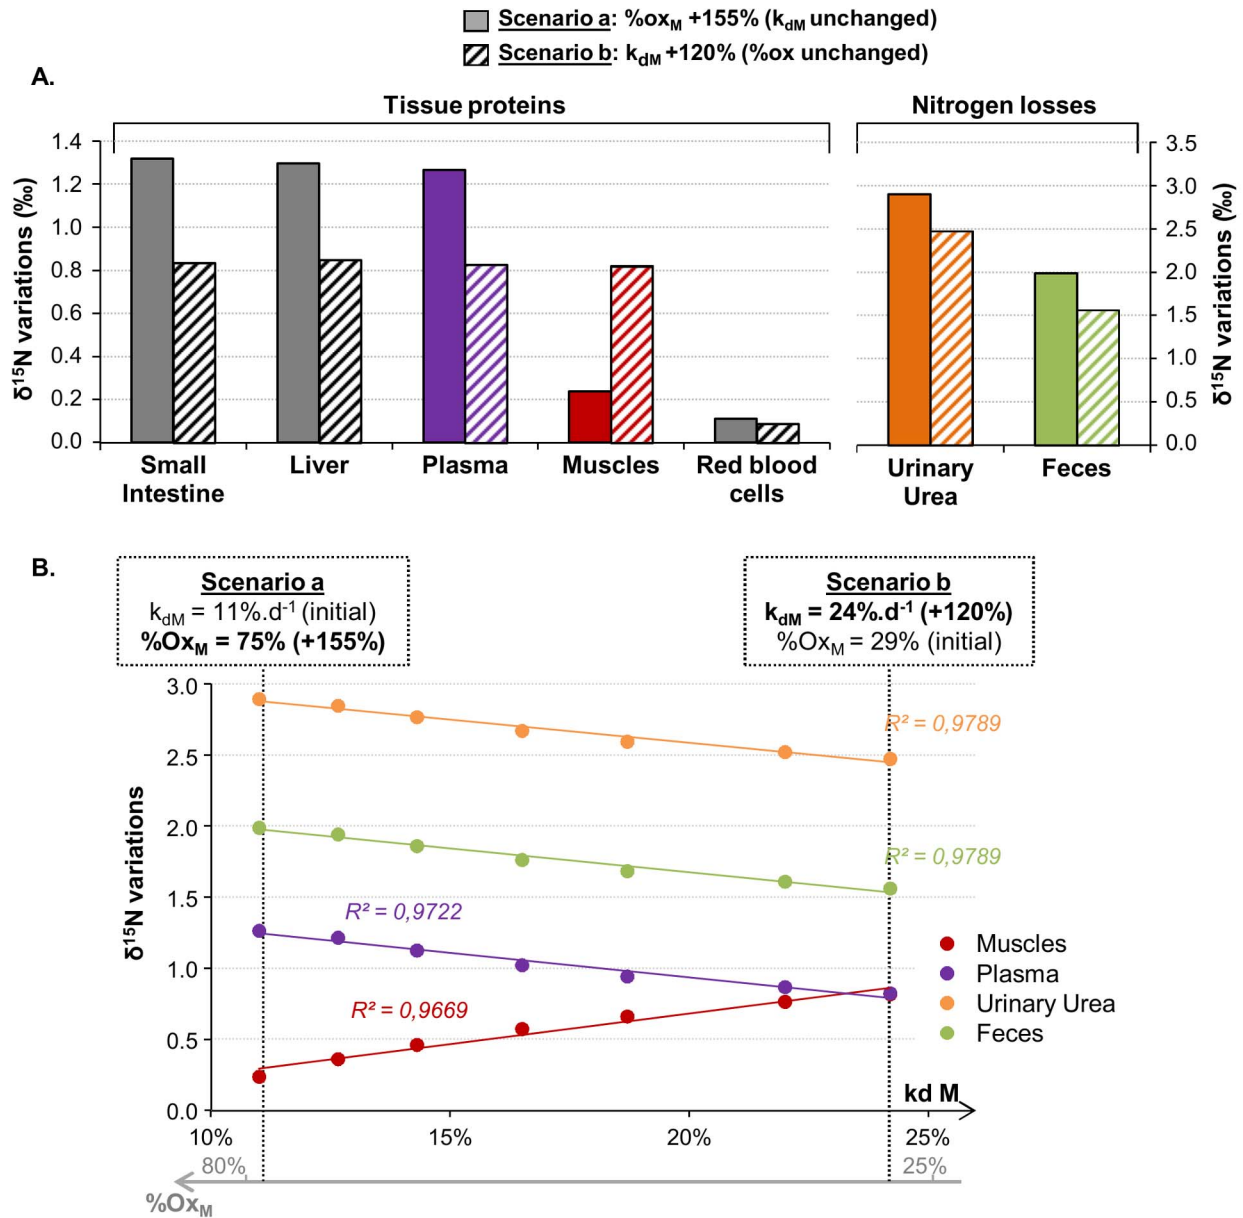 Scenario a: %oxM +155% (kdM unchanged)
Scenario b: kdM +120% (%ox unchanged)
A.
Tissue proteins
Nitrogen losses
δ15N variations (‰)
1.4
1.2
1.0
0.8
0.6
0.4
0.2
0.0
3.5
3.0
2.5
2.0
1.5
1.0
0.5
0.0
δ15N variations (‰)
Small
Intestine
Liver
Plasma
Muscles
Red blood
cells
Urinary
Urea
Feces
B.
Scenario a
kdM = 11%.d-1 (initial)
%OxM = 75% (+155%)
Scenario b
kdM = 24%.d-1 (+120%)
%OxM = 29% (initial)
δ15N variations
3.0
2.5
2.0
1.5
1.0
0.5
0.0
R² = 0,9789
R² = 0,9789
R² = 0,9722
R² = 0,9669
Muscles
Plasma
Urinary Urea
Feces
kd M
10%
15%
20%
25%
80%
25%
%OxM